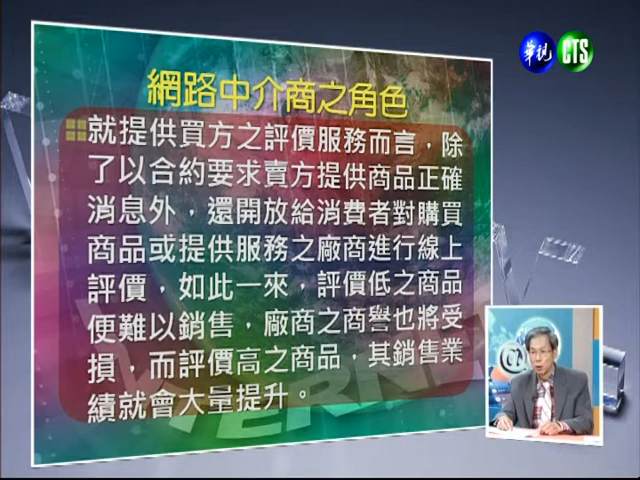 華視 CTS
網路中介商之角色
就提供買方之評價服務而言，除
了以合約要求賣方提供商品正確
消息外，還開放給消費者對購買
商品或提供服務之廠商進行線上
評價，如此一來，評價低之商品
便難以銷售，廠商之商譽也將受
損，而評價高之商品，其銷售業
績就會大量提升。